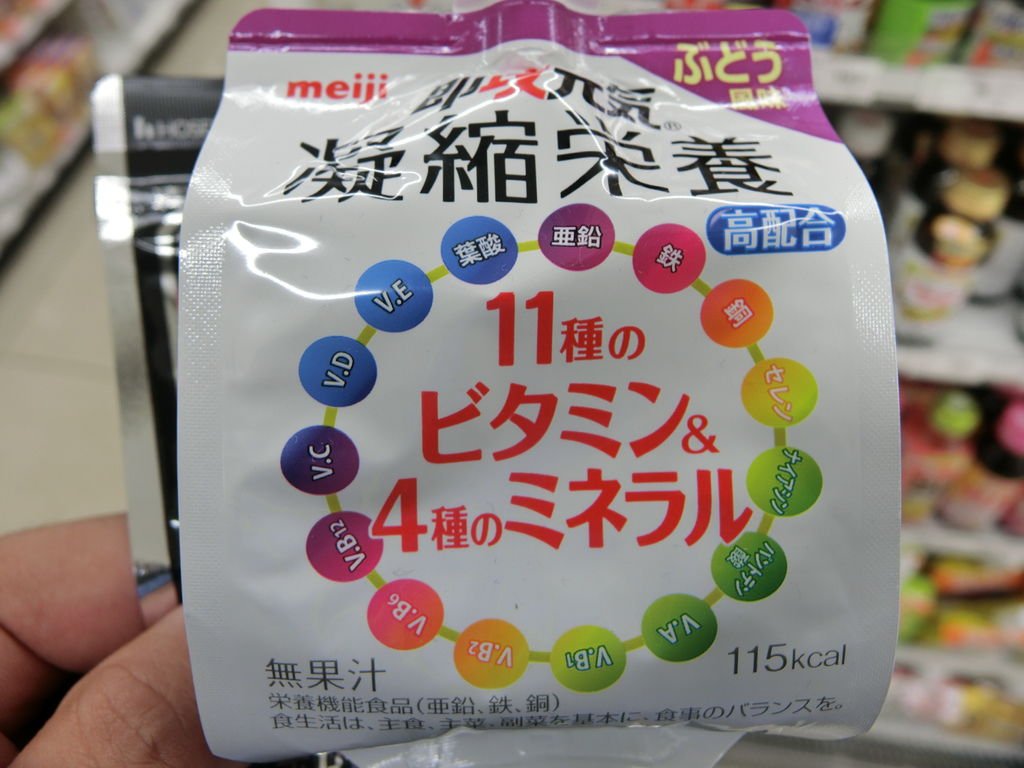 meiji
即攻元気®
ぶどう
風味
凝縮栄養
高配合
亜鉛
鉄
銅
セレン
ナイアシン
パントテン
酸
V.A
V.B1
V.B2
V.B6
V.B12
V.C
V.D
V.E
葉酸
11種の
ビタミン&
4種のミネラル
115kcal
無果汁
栄養機能食品(亜鉛、鉄、銅)
食生活は、主食、主菜、副菜を基本に、食事のバランスを。